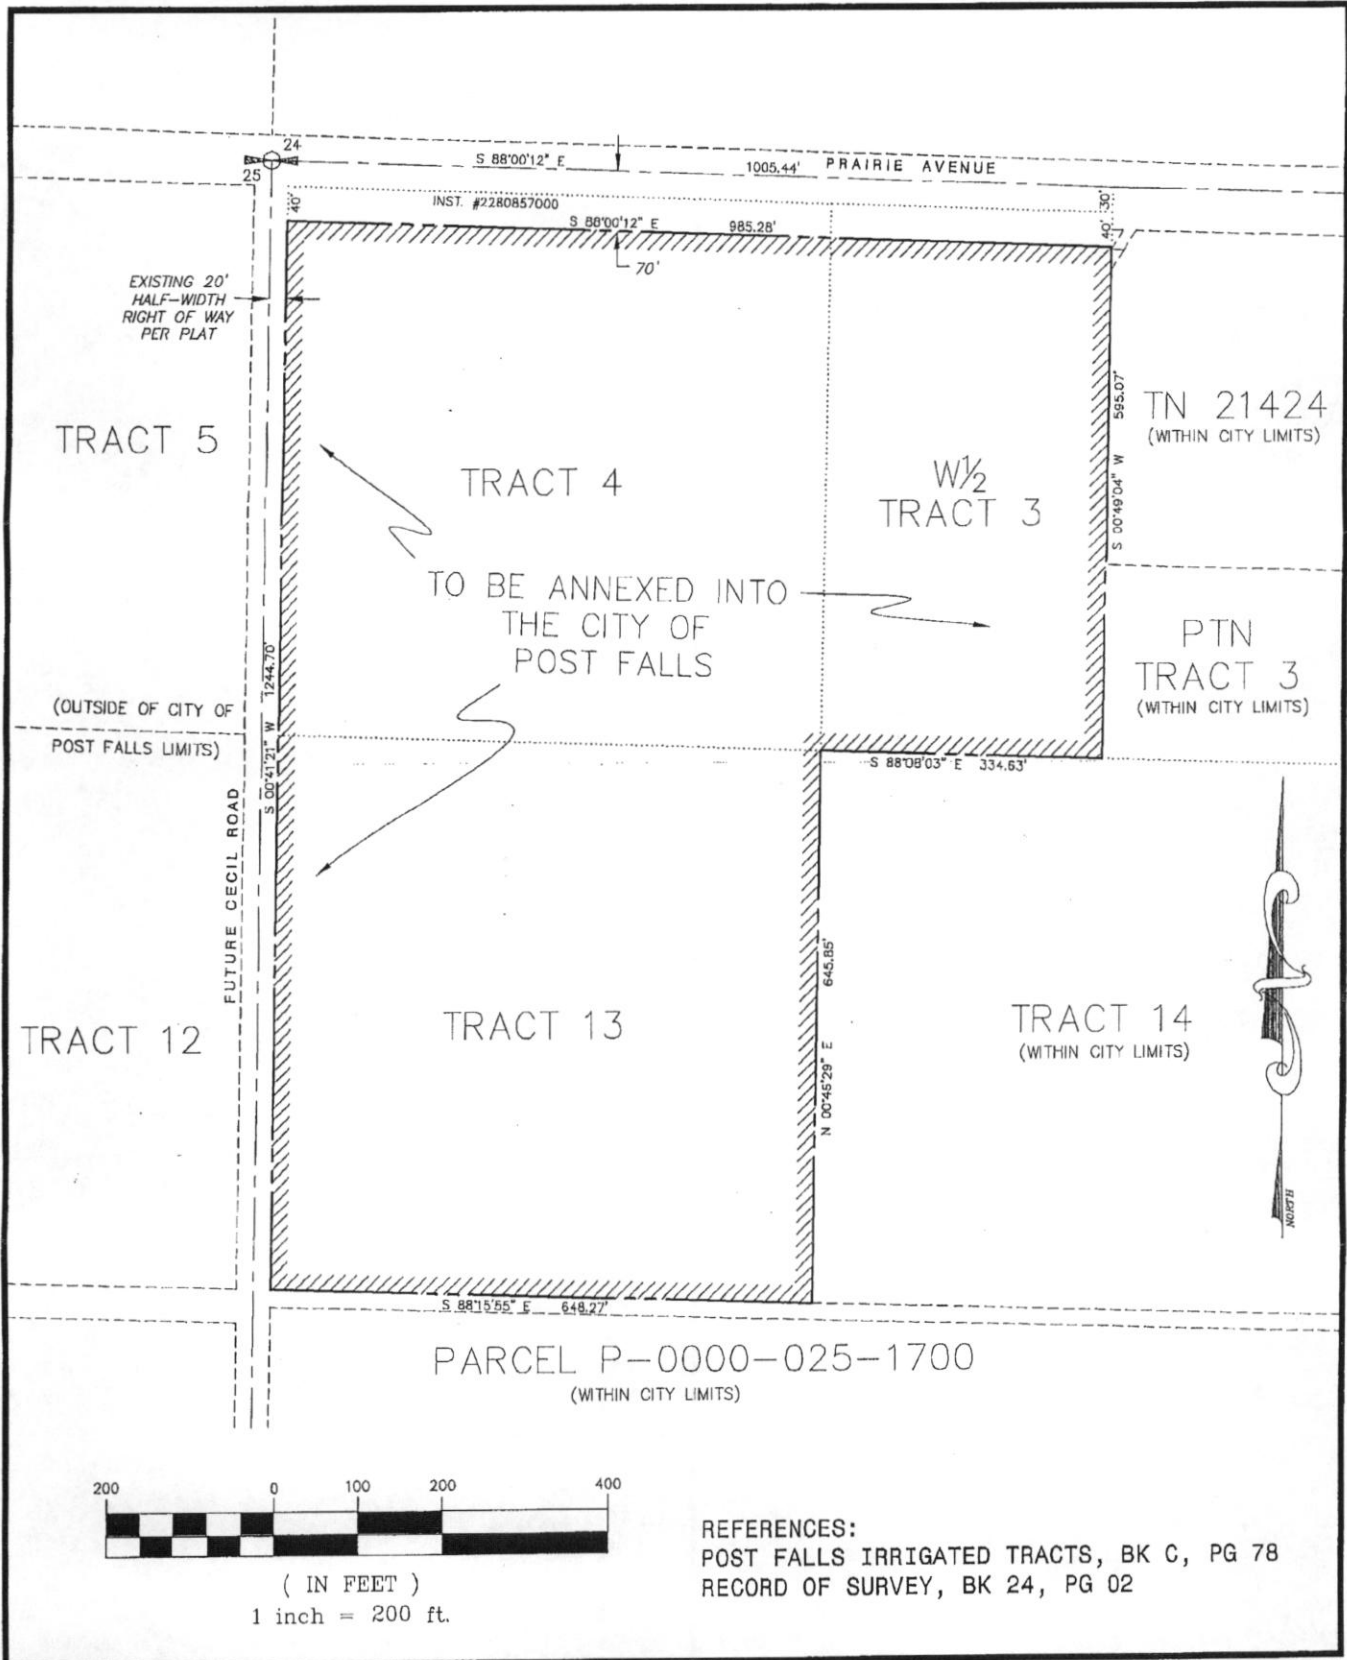 24
25
S 88°00'12" E
1005.44'
PRAIRIE AVENUE
INST. #2280857000
40'
30'
40'
S 88°00'12" E
985.28'
70'
EXISTING 20'
HALF-WIDTH
RIGHT OF WAY
PER PLAT
TRACT 5
TRACT 4
W½
TRACT 3
S 00°49'04" W 595.07'
TN 21424
(WITHIN CITY LIMITS)
TO BE ANNEXED INTO
THE CITY OF
POST FALLS
PTN
TRACT 3
(WITHIN CITY LIMITS)
(OUTSIDE OF CITY OF
POST FALLS LIMITS)
S 00°41'21" W 1244.70'
S 88°08'03" E 334.63'
FUTURE CECIL ROAD
TRACT 12
TRACT 13
N 00°45'29" E 645.85'
TRACT 14
(WITHIN CITY LIMITS)
NORTH
S 88°15'55" E 648.27'
PARCEL P-0000-025-1700
(WITHIN CITY LIMITS)
200 0 100 200 400
( IN FEET )
1 inch = 200 ft.
REFERENCES:
POST FALLS IRRIGATED TRACTS, BK C, PG 78
RECORD OF SURVEY, BK 24, PG 02